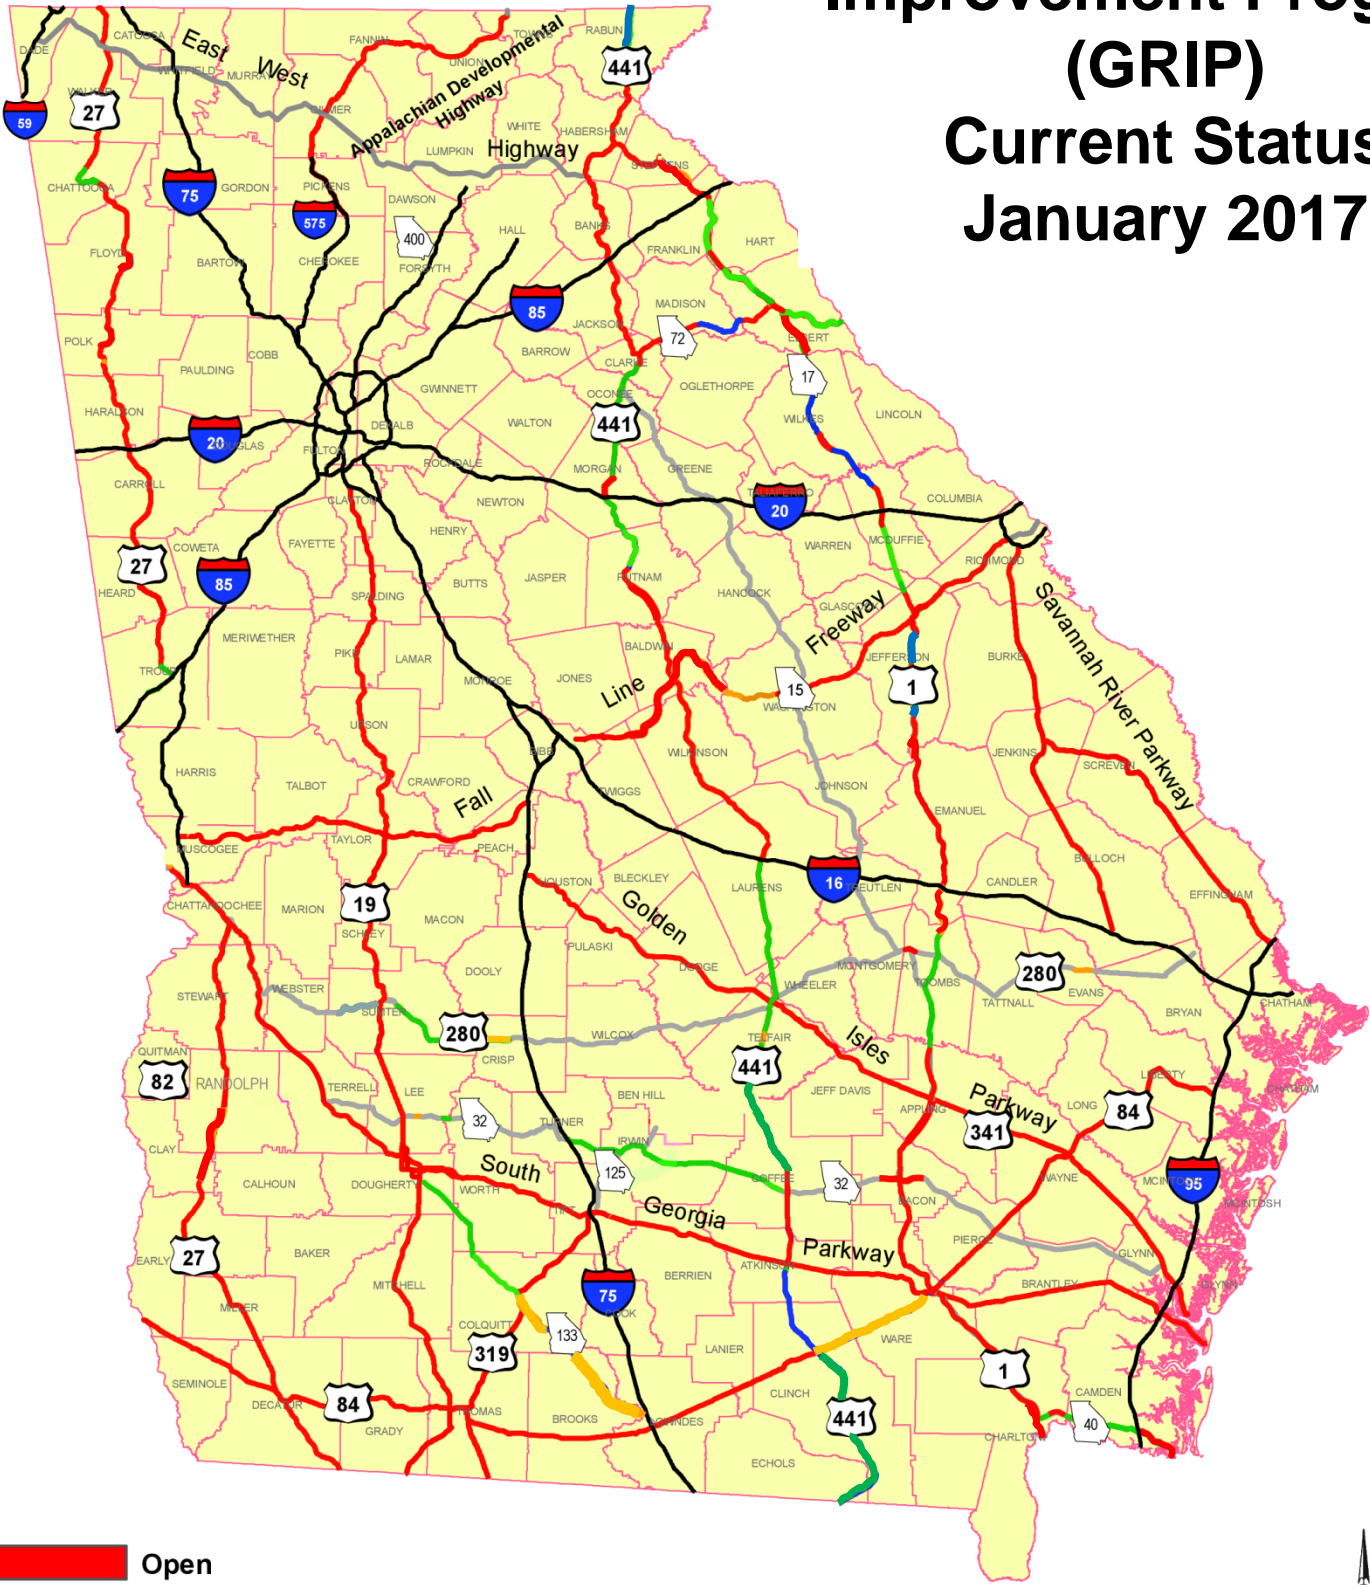 Improvement Prog
(GRIP)
Current Status
January 2017
DADE
CATOOSA
WHITFIELD
MURRAY
FANNIN
UNION
TOWNS
RABUN
East
West
Appalachian Developmental
Highway
Highway
441
59
27
WALKER
GILMER
WHITE
HABERSHAM
LUMPKIN
STEPHENS
CHATTOOGA
75
GORDON
PICKENS
DAWSON
575
400
HALL
BANKS
FRANKLIN
HART
FLOYD
BARTOW
CHEROKEE
FORSYTH
85
MADISON
JACKSON
72
ELBERT
POLK
COBB
PAULDING
BARROW
CLARKE
GWINNETT
OCONEE
OGLETHORPE
17
HARALSON
DEKALB
WALTON
441
WILKES
LINCOLN
20
DOUGLAS
FULTON
ROCKDALE
MORGAN
GREENE
CARROLL
CLAYTON
NEWTON
TALIAFERRO
20
COLUMBIA
HENRY
COWETA
FAYETTE
WARREN
MCDUFFIE
RICHMOND
27
85
HEARD
SPALDING
BUTTS
JASPER
PUTNAM
HANCOCK
GLASCOCK
Freeway
Savannah River Parkway
MERIWETHER
PIKE
LAMAR
BALDWIN
JEFFERSON
BURKE
TROUP
MONROE
JONES
Line
15
WASHINGTON
1
UPSON
BIBB
WILKINSON
JENKINS
SCREVEN
HARRIS
TALBOT
CRAWFORD
Fall
TWIGGS
JOHNSON
EMANUEL
MUSCOGEE
TAYLOR
PEACH
BULLOCH
HOUSTON
BLECKLEY
LAURENS
16
TREUTLEN
CANDLER
EFFINGHAM
CHATTAHOOCHEE
MARION
19
MACON
Golden
SCHLEY
PULASKI
DODGE
DOOLY
MONTGOMERY
280
STEWART
WEBSTER
SUMTER
WHEELER
TOOMBS
TATTNALL
EVANS
BRYAN
CHATHAM
280
WILCOX
TELFAIR
Isles
CRISP
QUITMAN
82
RANDOLPH
TERRELL
LEE
441
JEFF DAVIS
LIBERTY
CHATHAM
BEN HILL
APPLING
Parkway
LONG
84
32
TURNER
IRWIN
341
CLAY
CALHOUN
DOUGHERTY
South
WORTH
125
COFFEE
32
BACON
WAYNE
MCINTOSH
95
MCINTOSH
TIFT
Georgia
EARLY
27
BAKER
Parkway
PIERCE
GLYNN
MITCHELL
BERRIEN
ATKINSON
BRANTLEY
GLYNN
75
MILLER
COLQUITT
COOK
133
319
LANIER
WARE
SEMINOLE
DECATUR
84
GRADY
THOMAS
BROOKS
LOWNDES
CLINCH
441
1
CAMDEN
40
CHARLTON
ECHOLS
Open